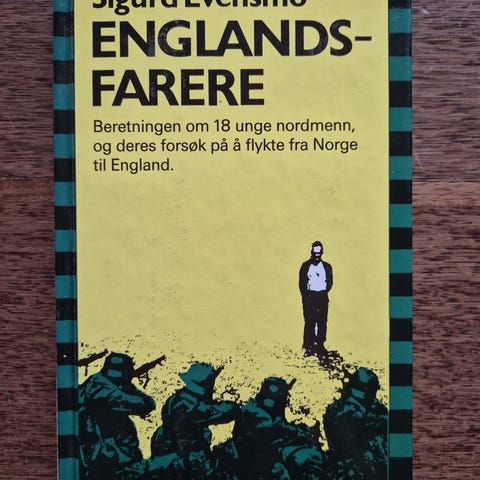 Sigurd Evensmo
ENGLANDS-
FARERE
Beretningen om 18 unge nordmenn,
og deres forsøk på å flykte fra Norge
til England.